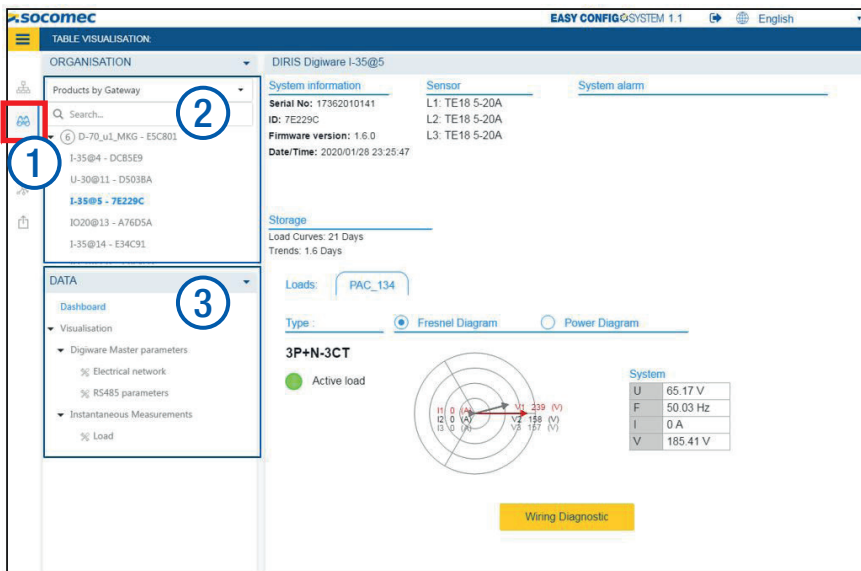 socomec
EASY CONFIG SYSTEM 1.1
English
TABLE VISUALISATION:
ORGANISATION
Products by Gateway
Search...
6 D-70_u1_MKG - E5C801
I-35@4 - DCB5E9
U-30@11 - D503BA
I-35@5 - 7E229C
IO20@13 - A76D5A
I-35@14 - E34C91
1
2
DATA
3
Dashboard
Visualisation
Digiware Master parameters
Electrical network
RS485 parameters
Instantaneous Measurements
Load
DIRIS Digiware I-35@5
System information
Serial No: 17362010141
ID: 7E229C
Firmware version: 1.6.0
Date/Time: 2020/01/28 23:25:47
Sensor
L1: TE18 5-20A
L2: TE18 5-20A
L3: TE18 5-20A
System alarm
Storage
Load Curves: 21 Days
Trends: 1.6 Days
Loads: PAC_134
Type : Fresnel Diagram Power Diagram
3P+N-3CT
Active load
I1 0 (A) V1 239 (V)
I2 0 (A) V2 158 (V)
I3 0 (A) V3 157 (V)
System
U 65.17 V
F 50.03 Hz
I 0 A
V 185.41 V
Wiring Diagnostic